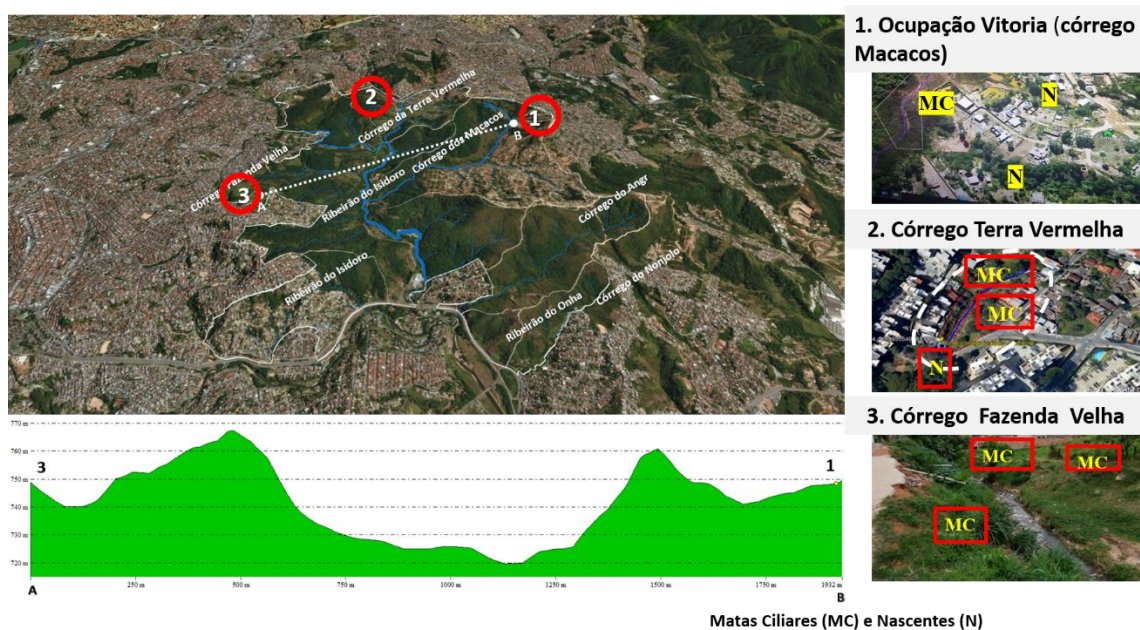 2
1
B
3
A
Córrego da Terra Vermelha
Córrego dos Macacos
Ribeirão do Isidoro
Córrego do Angr
Ribeirão do Isidoro
Ribeirão do Onha
Córrego do Nonjolo
1. Ocupação Vitoria (córrego
Macacos)
MC
N
N
2. Córrego Terra Vermelha
MC
MC
N
3. Córrego Fazenda Velha
MC
MC
MC
770 m
760 m
750 m
740 m
730 m
720 m
3
1
250 m
500 m
750 m
1000 m
1250 m
1500 m
1750 m
1932 m
A
B
Matas Ciliares (MC) e Nascentes (N)